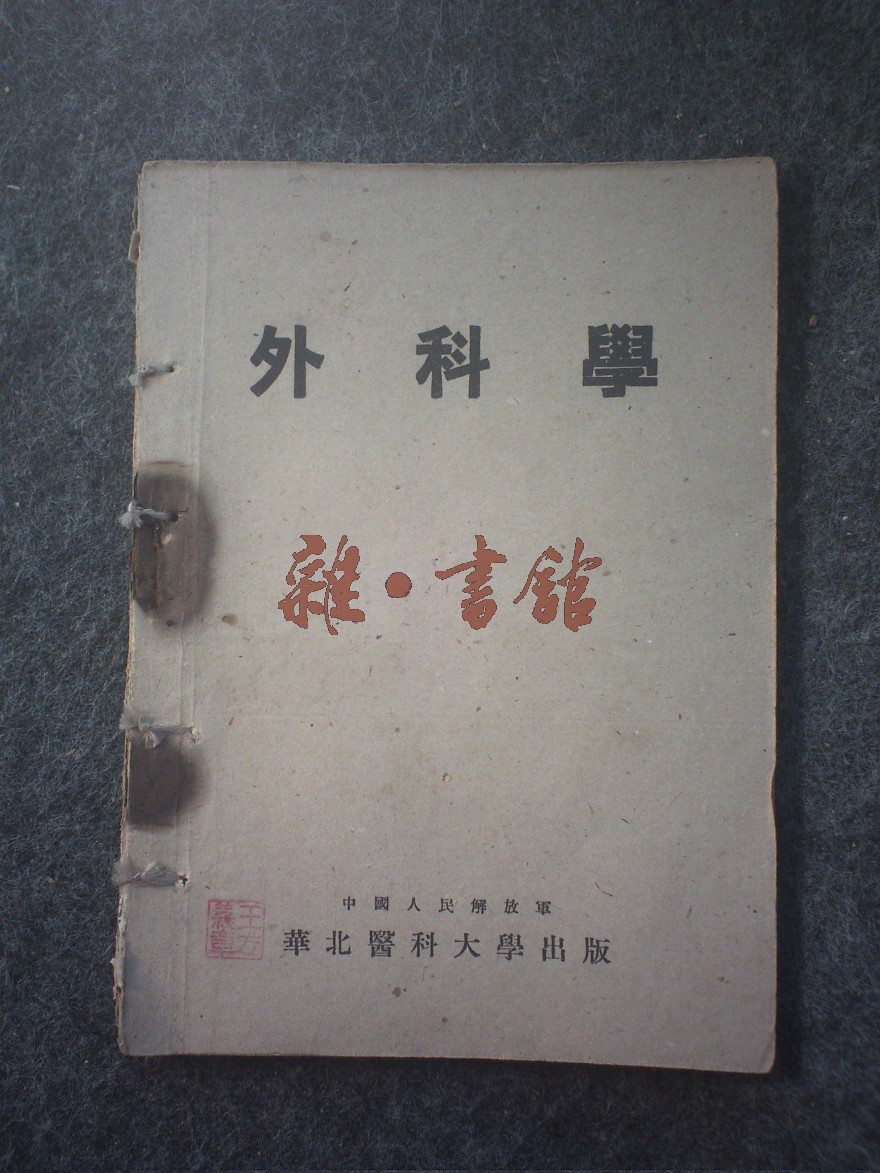 外科學
雜·書館
中國人民解放軍
華北醫科大學出版